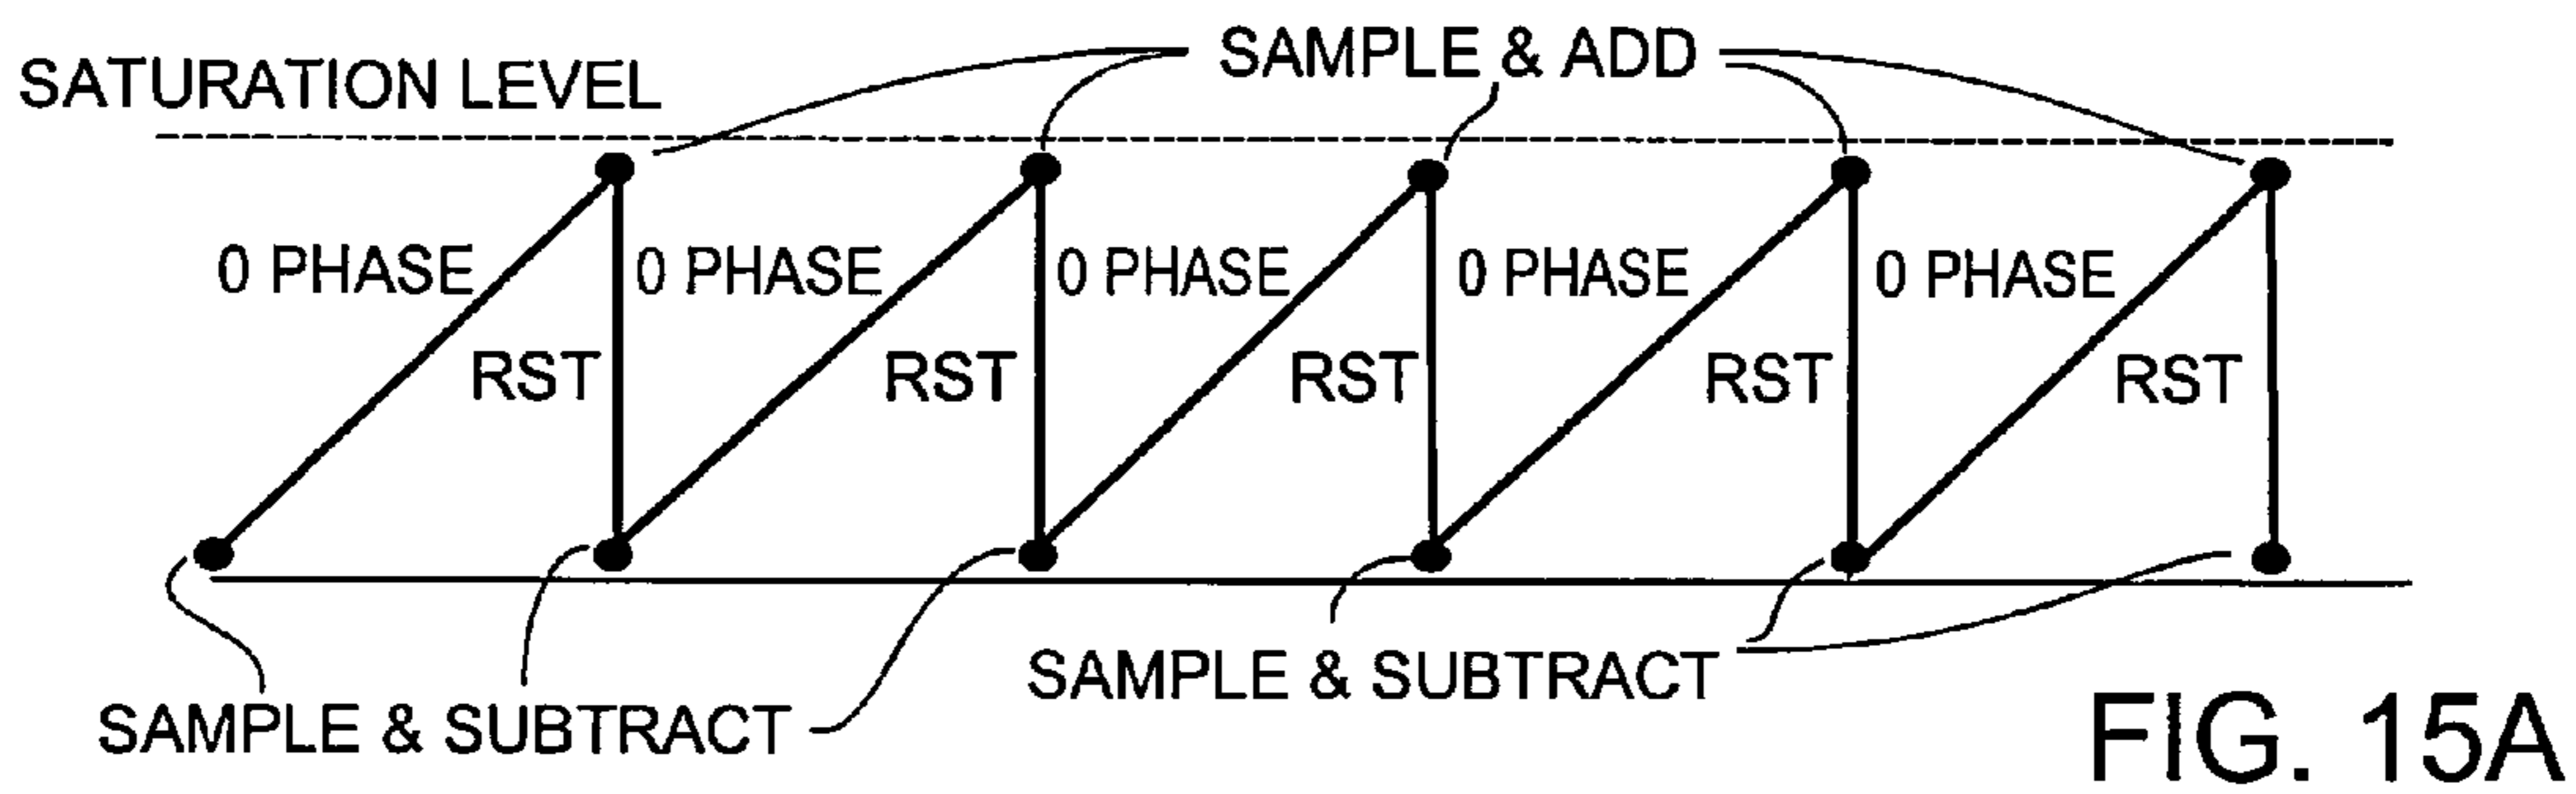 SAMPLE & ADD
SATURATION LEVEL
0 PHASE 0 PHASE 0 PHASE 0 PHASE 0 PHASE
RST RST RST RST RST
SAMPLE & SUBTRACT
SAMPLE & SUBTRACT
FIG. 15A